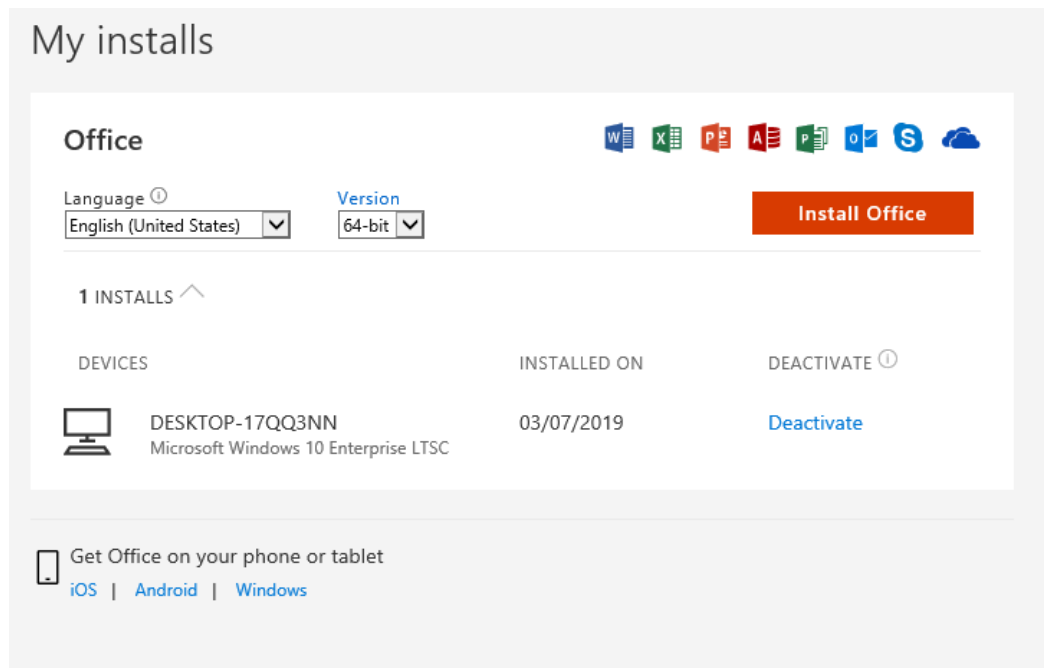 My installs
Office
Language
Version
English (United States)
64-bit
Install Office
1 INSTALLS
DEVICES
INSTALLED ON
DEACTIVATE
DESKTOP-17QQ3NN
03/07/2019
Deactivate
Microsoft Windows 10 Enterprise LTSC
Get Office on your phone or tablet
iOS | Android | Windows